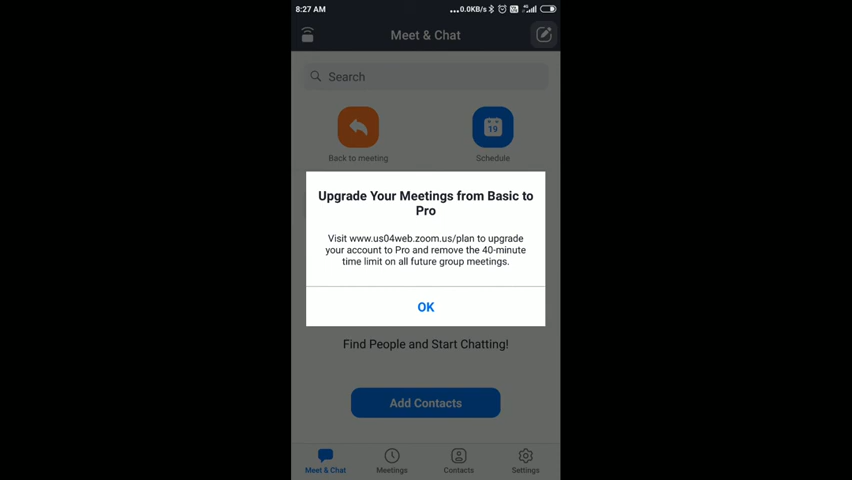 8:27 AM
...0.0KB/s
4G
Meet & Chat
Search
19
Back to meeting
Schedule
Upgrade Your Meetings from Basic to
Pro
Visit www.us04web.zoom.us/plan to upgrade
your account to Pro and remove the 40-minute
time limit on all future group meetings.
OK
Find People and Start Chatting!
Add Contacts
Meet & Chat
Meetings
Contacts
Settings